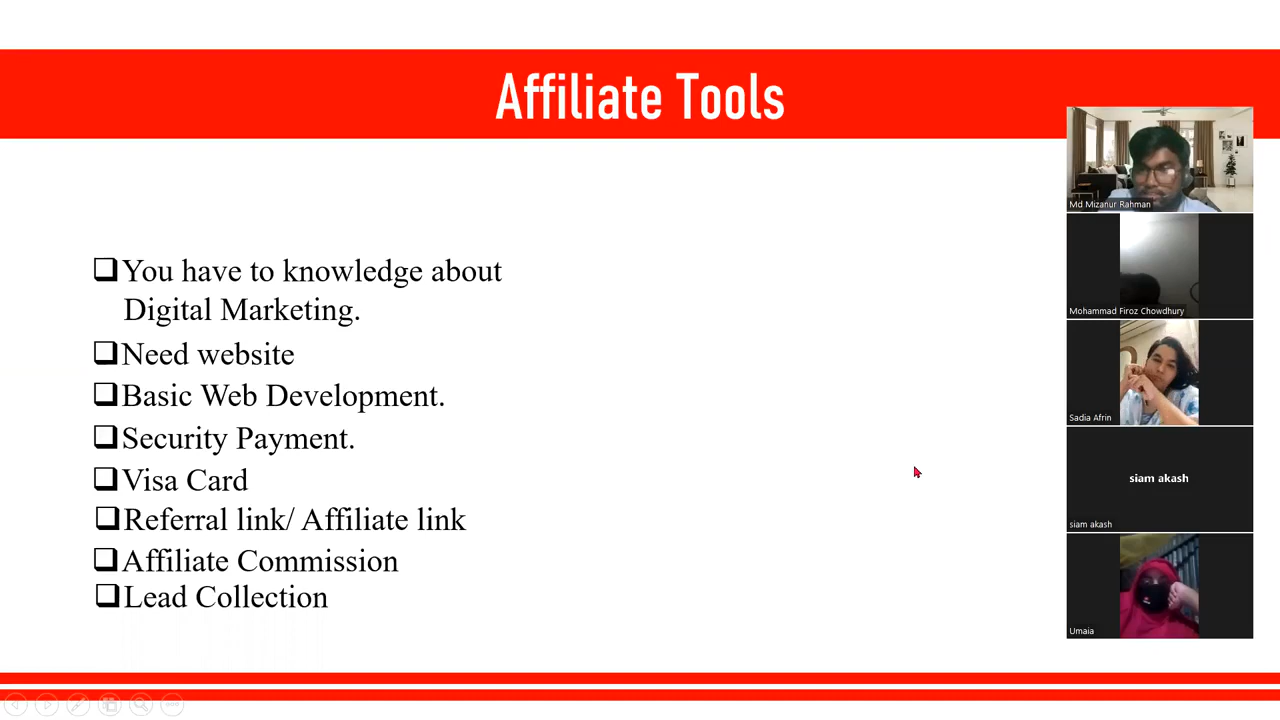 Affiliate Tools
You have to knowledge about
Digital Marketing.
Need website
Basic Web Development.
Security Payment.
Visa Card
Referral link/ Affiliate link
Affiliate Commission
Lead Collection
Md Mizanur Rahman
Mohammad Firoz Chowdhury
Sadia Afrin
siam akash
siam akash
Umaia